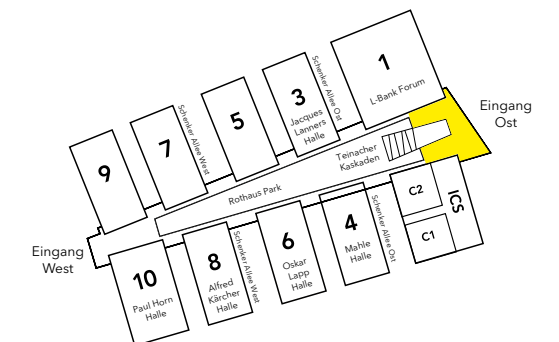 1
L-Bank Forum
Schenker Allee Ost
3
Jacques
Lanners
Halle
5
Schenker Allee West
7
9
Eingang
Ost
Teinacher
Kaskaden
Rothaus Park
C2
ICS
C1
Eingang
West
10
Paul Horn
Halle
8
Alfred
Kärcher
Halle
Schenker Allee West
6
Oskar
Lapp
Halle
4
Mahle
Halle
Schenker Allee Ost